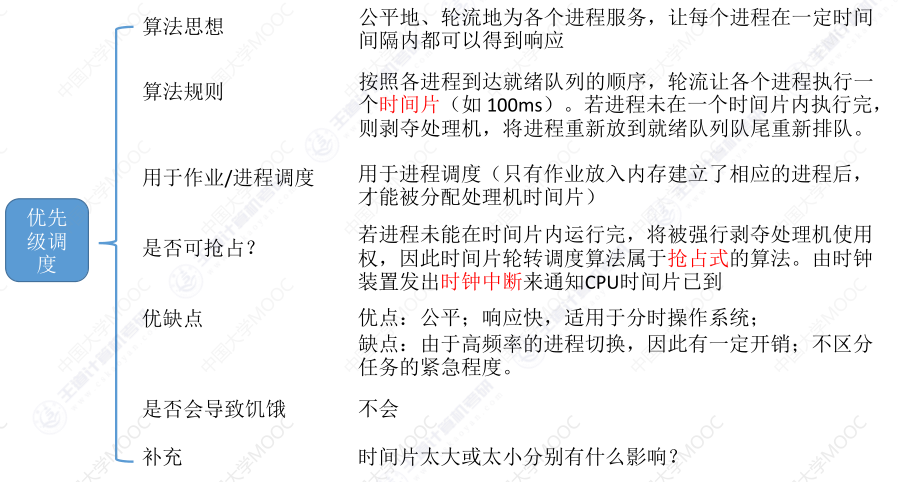 算法思想
公平地、轮流地为各个进程服务，让每个进程在一定时间
间隔内都可以得到响应
算法规则
按照各进程到达就绪队列的顺序，轮流让各个进程执行一
个时间片（如 100ms）。若进程未在一个时间片内执行完，
则剥夺处理机，将进程重新放到就绪队列队尾重新排队。
用于作业/进程调度
用于进程调度（只有作业放入内存建立了相应的进程后，
才能被分配处理机时间片）
优先
级调
度
是否可抢占？
若进程未能在时间片内运行完，将被强行剥夺处理机使用
权，因此时间片轮转调度算法属于抢占式的算法。由时钟
装置发出时钟中断来通知CPU时间片已到
优缺点
优点：公平；响应快，适用于分时操作系统；
缺点：由于高频率的进程切换，因此有一定开销；不区分
任务的紧急程度。
是否会导致饥饿
不会
补充
时间片太大或太小分别有什么影响？